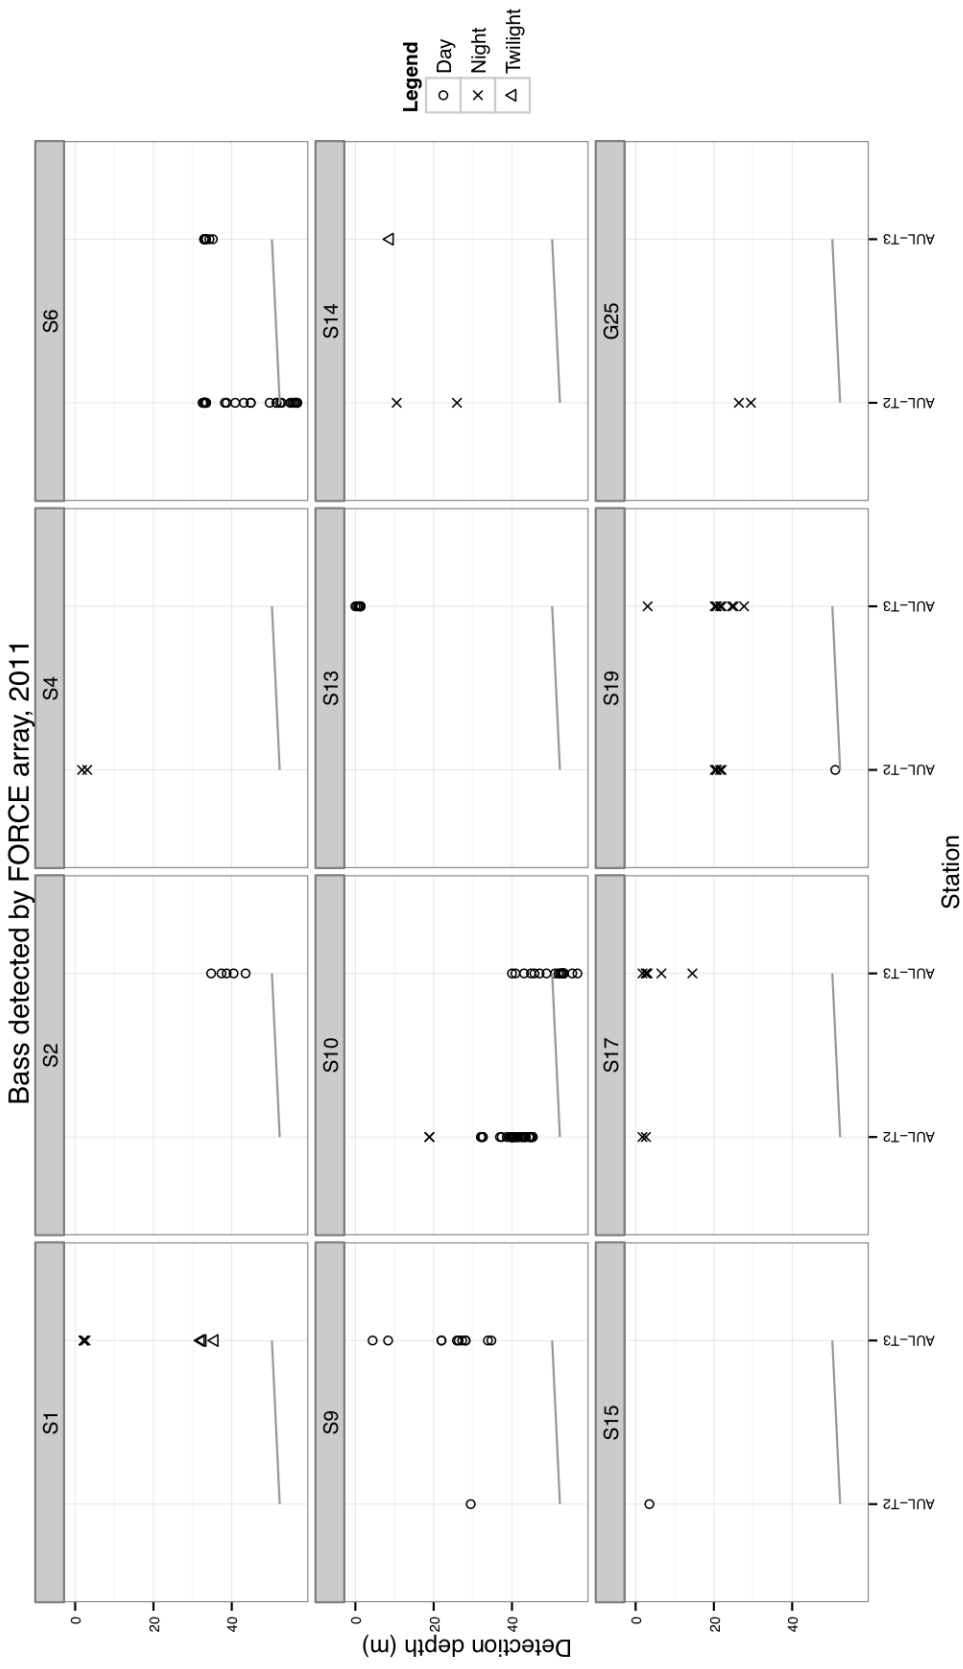 Bass detected by FORCE array, 2011
S1
S2
S4
S6
S9
S10
S13
S14
S15
S17
S19
G25
0
20
40
0
20
40
0
20
40
Detection depth (m)
AUL−T2
AUL−T3
AUL−T2
AUL−T3
AUL−T2
AUL−T3
AUL−T2
AUL−T3
Station
Legend
Day
Night
Twilight